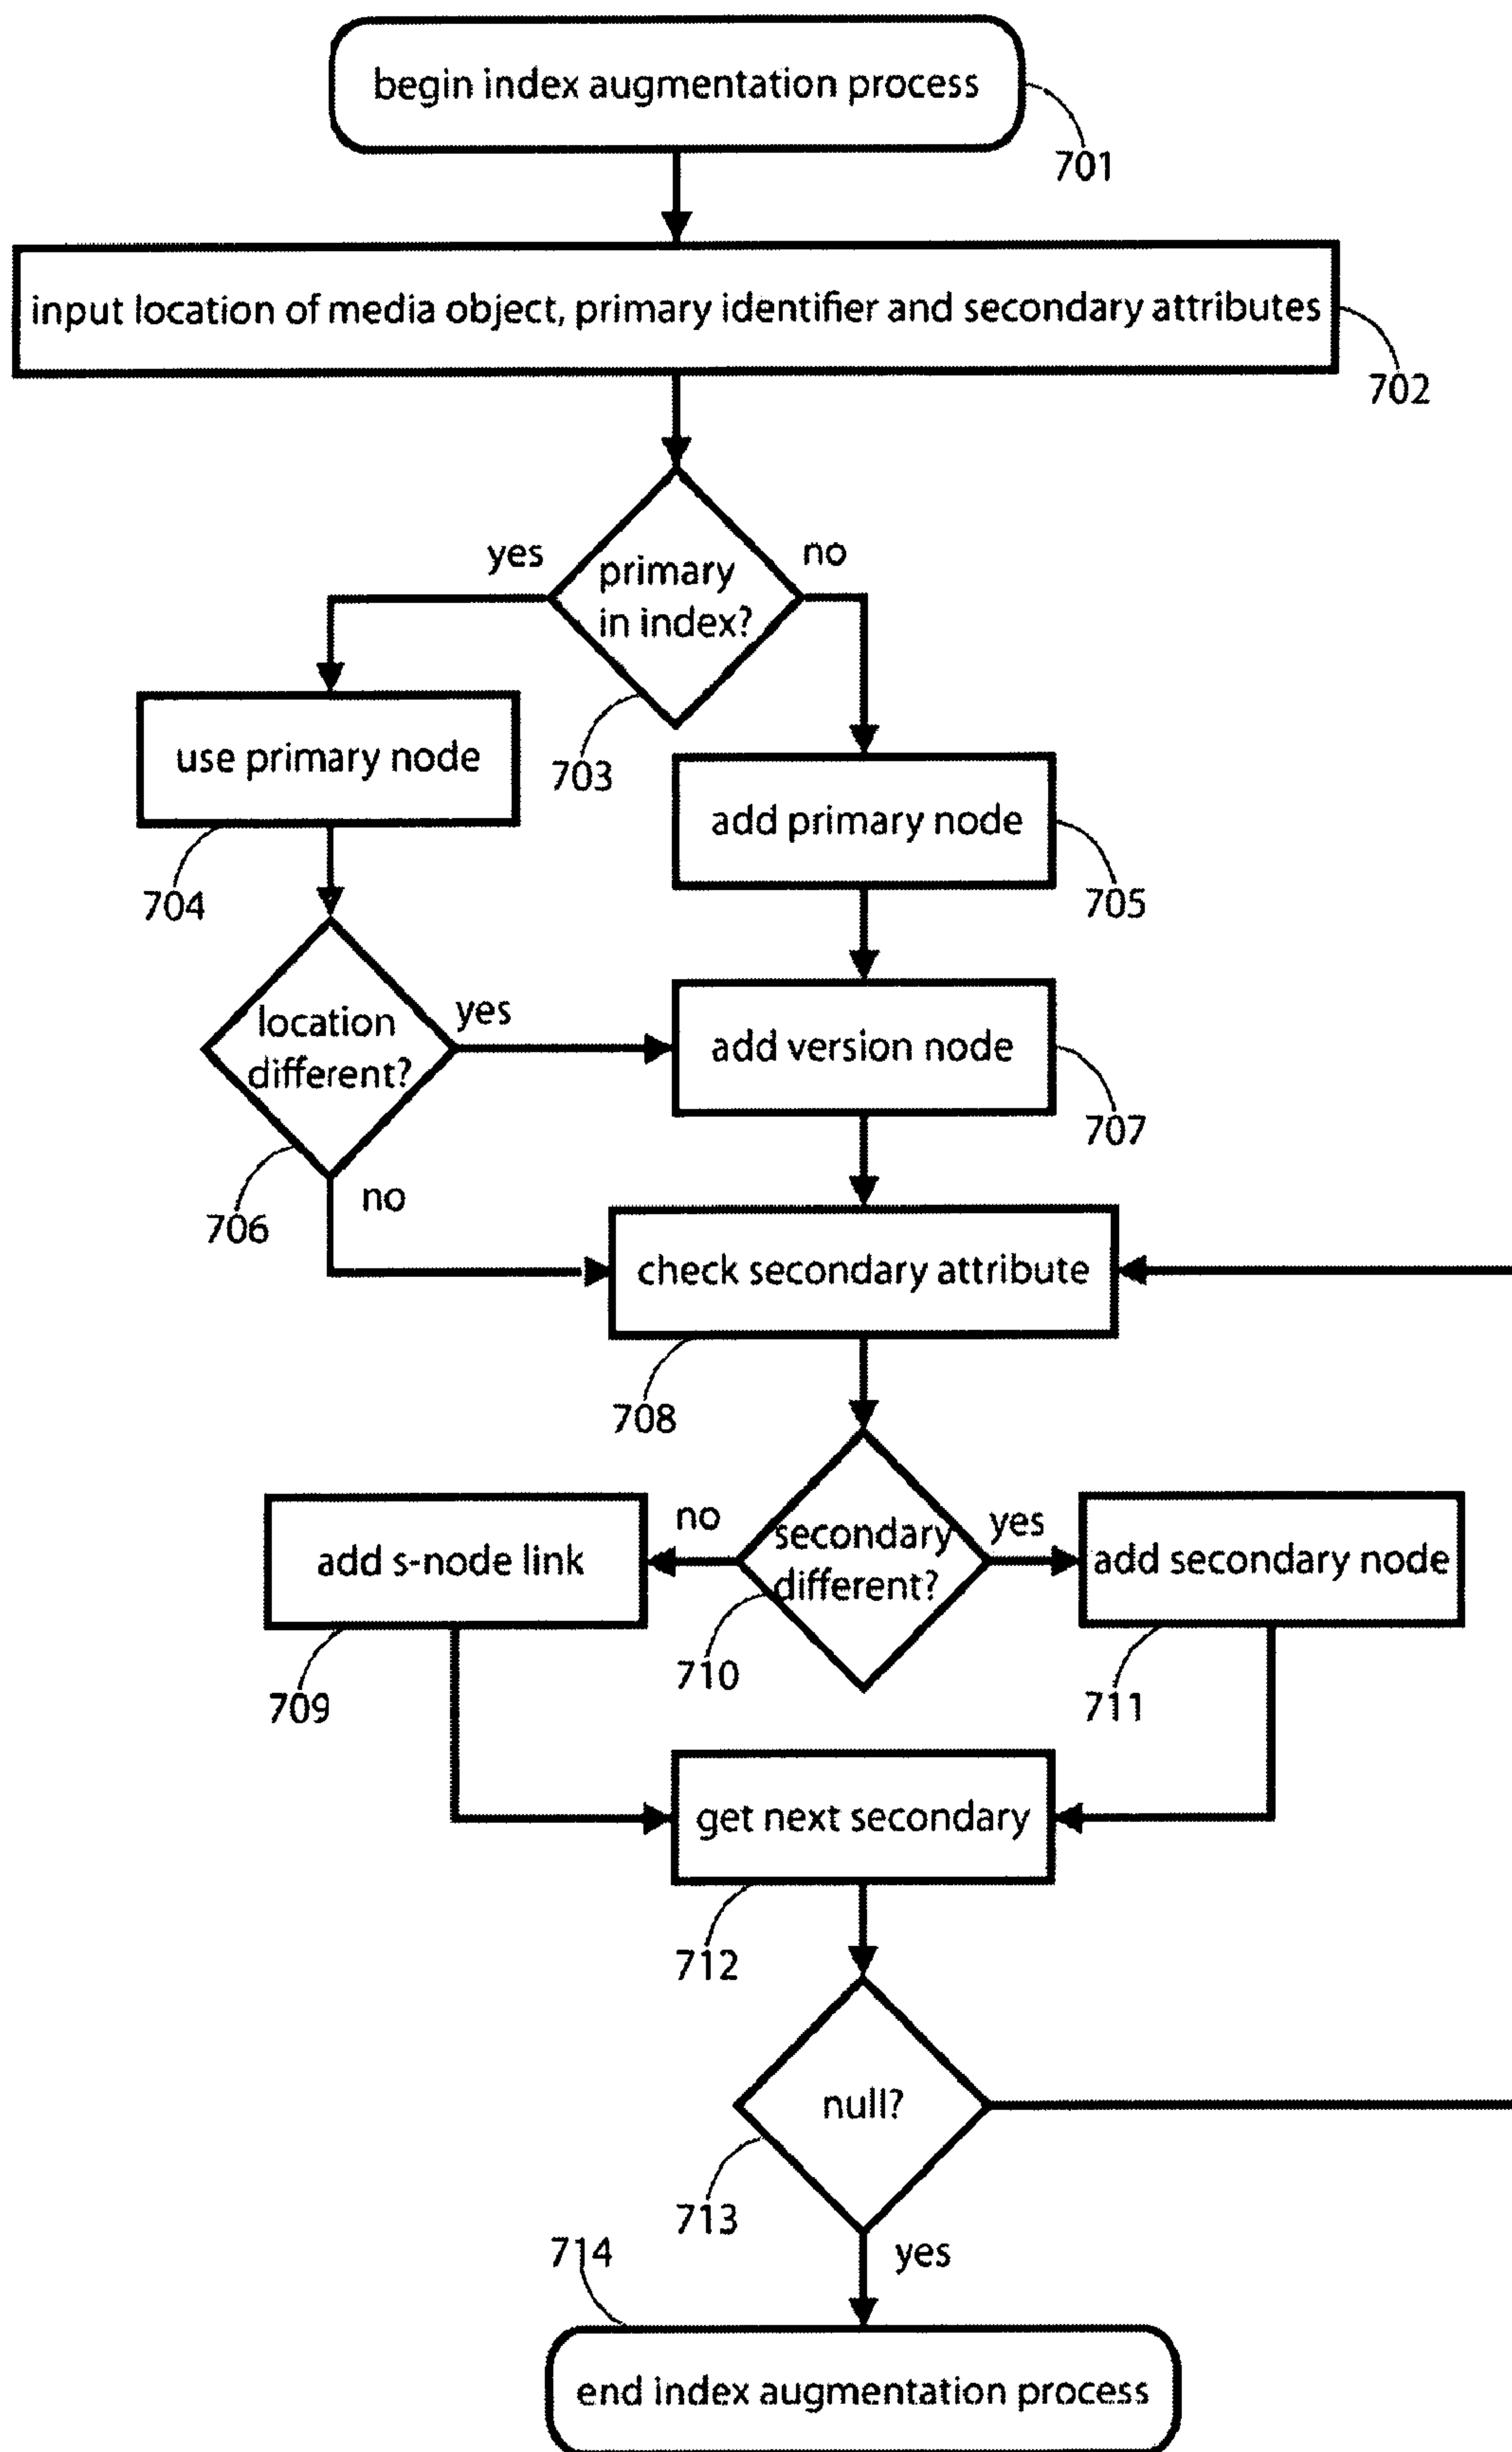 begin index augmentation process
701
input location of media object, primary identifier and secondary attributes
702
yes
no
primary
in index?
703
use primary node
704
add primary node
705
location
different?
yes
706
no
add version node
707
check secondary attribute
708
no
secondary
different?
yes
710
add s-node link
709
add secondary node
711
get next secondary
712
null?
713
yes
714
end index augmentation process